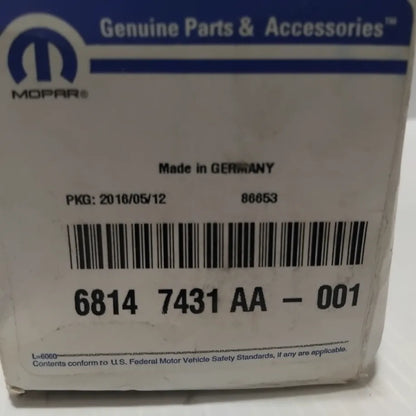 Genuine Parts & Accessories™
MOPAR®
Made in GERMANY
PKG: 2016/05/12 86653
6814 7431 AA - 001
L=6060
Contents conform to U.S. Federal Motor Vehicle Safety Standards, if any are applicable.